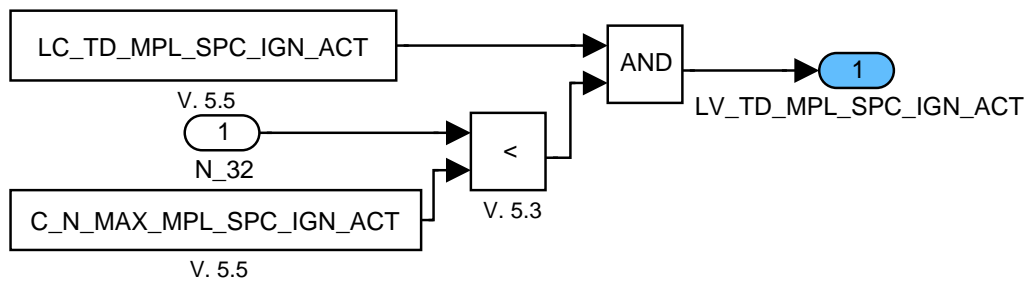 LC_TD_MPL_SPC_IGN_ACT
V. 5.5
AND
1
LV_TD_MPL_SPC_IGN_ACT
1
N_32
<
V. 5.3
C_N_MAX_MPL_SPC_IGN_ACT
V. 5.5